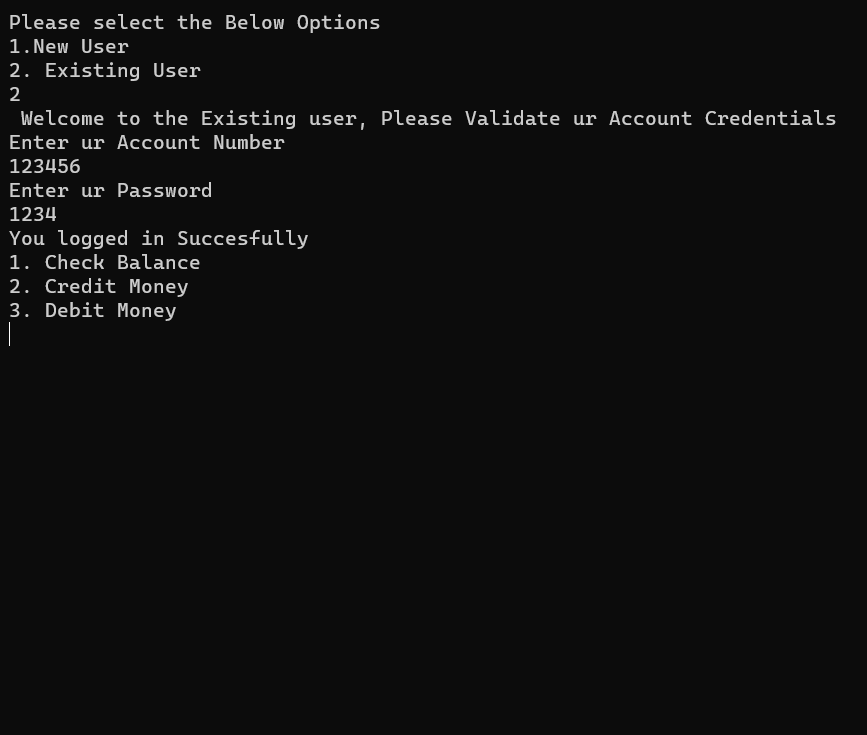 Please select the Below Options
1.New User
2. Existing User
2
Welcome to the Existing user, Please Validate ur Account Credentials
Enter ur Account Number
123456
Enter ur Password
1234
You logged in Succesfully
1. Check Balance
2. Credit Money
3. Debit Money